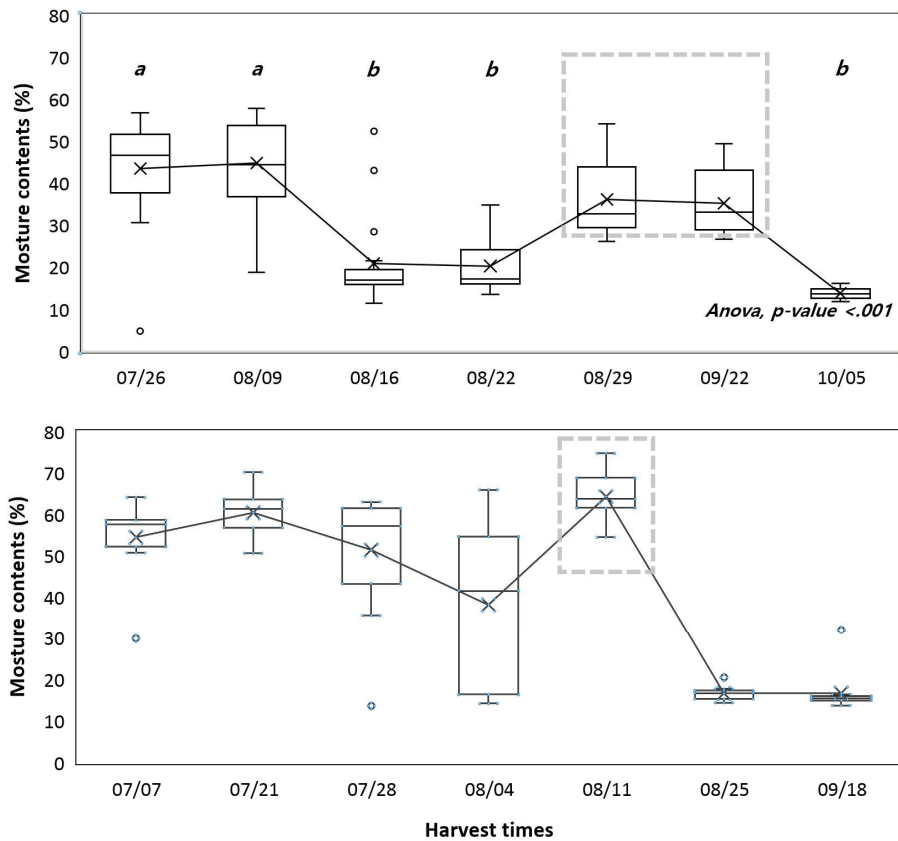 80
70
60
50
40
30
20
10
0
Mosture contents (%)
a a b b b
Anova, p-value <.001
07/26 08/09 08/16 08/22 08/29 09/22 10/05
80
70
60
50
40
30
20
10
0
Mosture contents (%)
07/07 07/21 07/28 08/04 08/11 08/25 09/18
Harvest times